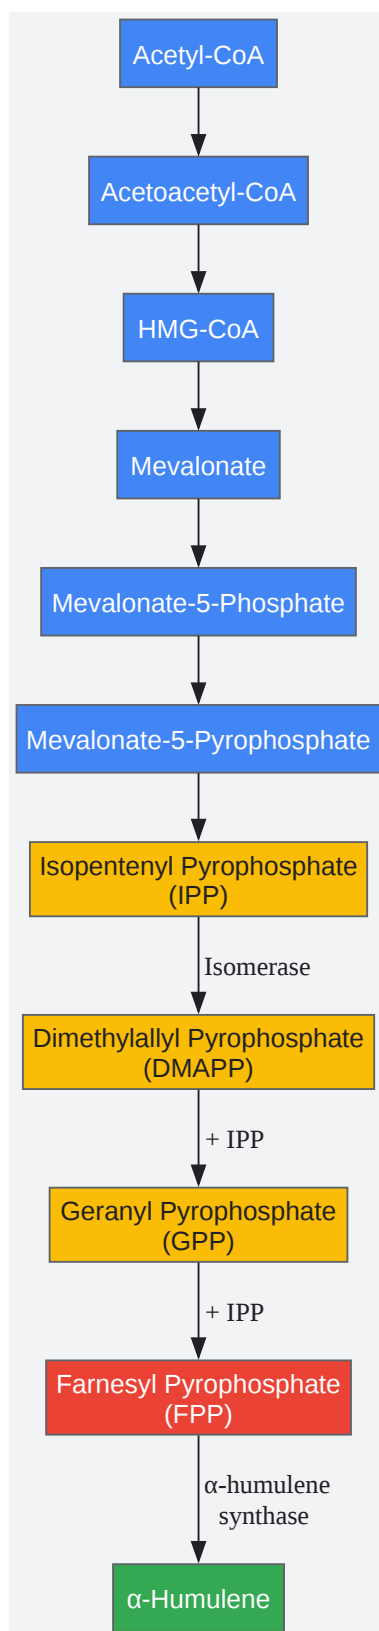 Acetyl-CoA
Acetoacetyl-CoA
HMG-CoA
Mevalonate
Mevalonate-5-Phosphate
Mevalonate-5-Pyrophosphate
Isopentenyl Pyrophosphate
(IPP)
Isomerase
Dimethylallyl Pyrophosphate
(DMAPP)
+ IPP
Geranyl Pyrophosphate
(GPP)
+ IPP
Farnesyl Pyrophosphate
(FPP)
α-humulene
synthase
α-Humulene